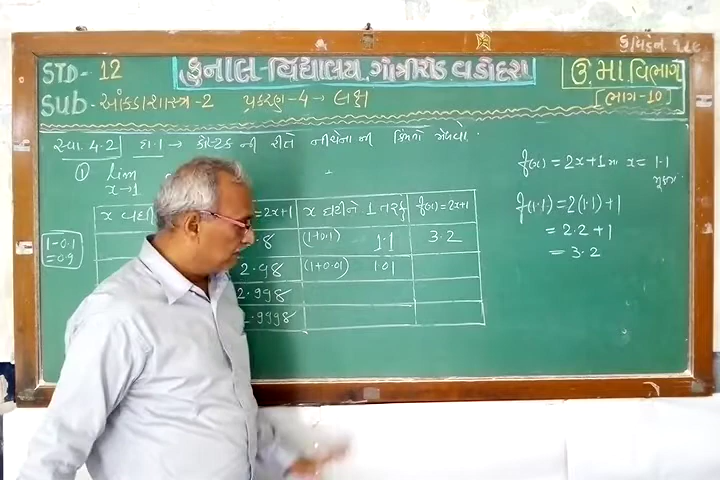 STD- 12
કુનાલ-વિદ્યાલય. ગોત્રીરોડ વડોદરા
ઉ.મા.વિભાગ
Sub - આંકડાશાસ્ત્ર-2 પ્રકરણ-4 → લક્ષ
[ભાગ-10]
સ્વા. 4.2 દા.1 → કોષ્ટક ની રીતે નીચેના ની કિંમતો મેળવો.
① lim
x→1
f(x) = 2x+1 માં x = 1.1
મૂકતાં
x વધી
=2x+1
x ઘટીને 1 તરફ
f(x) = 2x+1
f(1.1) = 2(1.1) + 1
1-0.1
=0.9
.8
(1+0.1) 1.1
3.2
= 2.2 + 1
2.98
(1+0.01) 1.01
= 3.2
2.998
2.9998